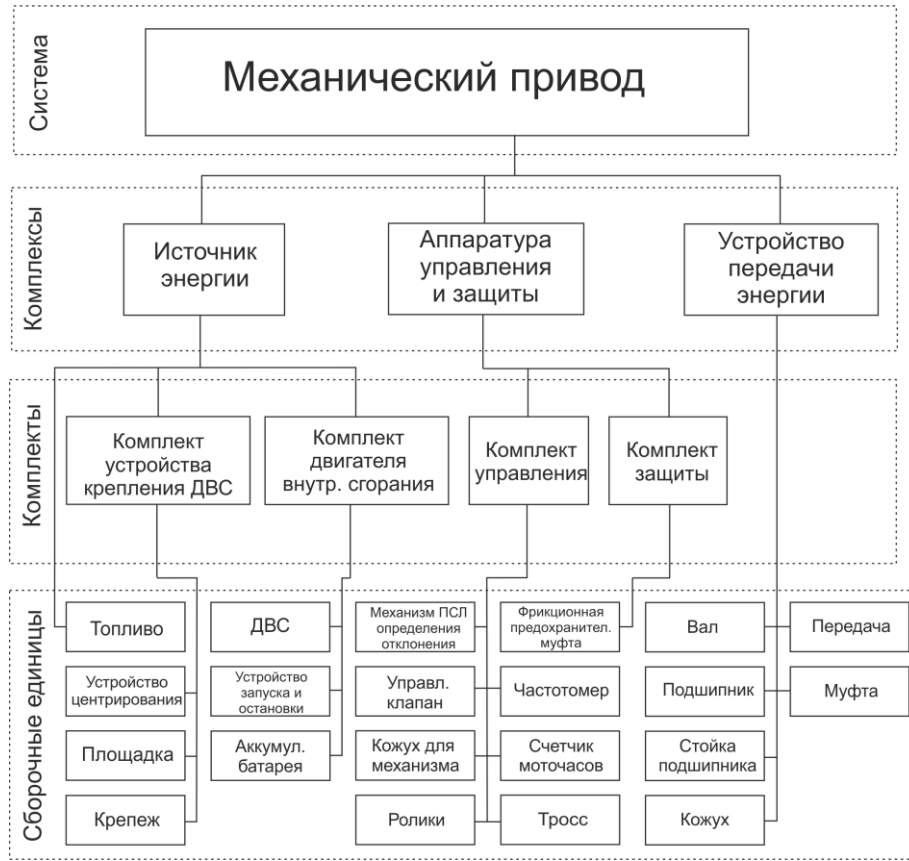 Система
Механический привод
Комплексы
Источник
энергии
Аппаратура
управления
и защиты
Устройство
передачи
энергии
Комплекты
Комплект
устройства
крепления ДВС
Комплект
двигателя
внутр. сгорания
Комплект
управления
Комплект
защиты
Сборочные единицы
Топливо
ДВС
Механизм ПСЛ
определения
отклонения
Фрикционная
предохрнител.
муфта
Вал
Передача
Устройство
центрирования
Устройство
запуска и
остановки
Управл.
клапан
Частотомер
Подшипник
Муфта
Площадка
Аккумул.
батарея
Кожух для
механизма
Счетчик
моточасов
Стойка
подшипника
Крепеж
Ролики
Тросс
Кожух